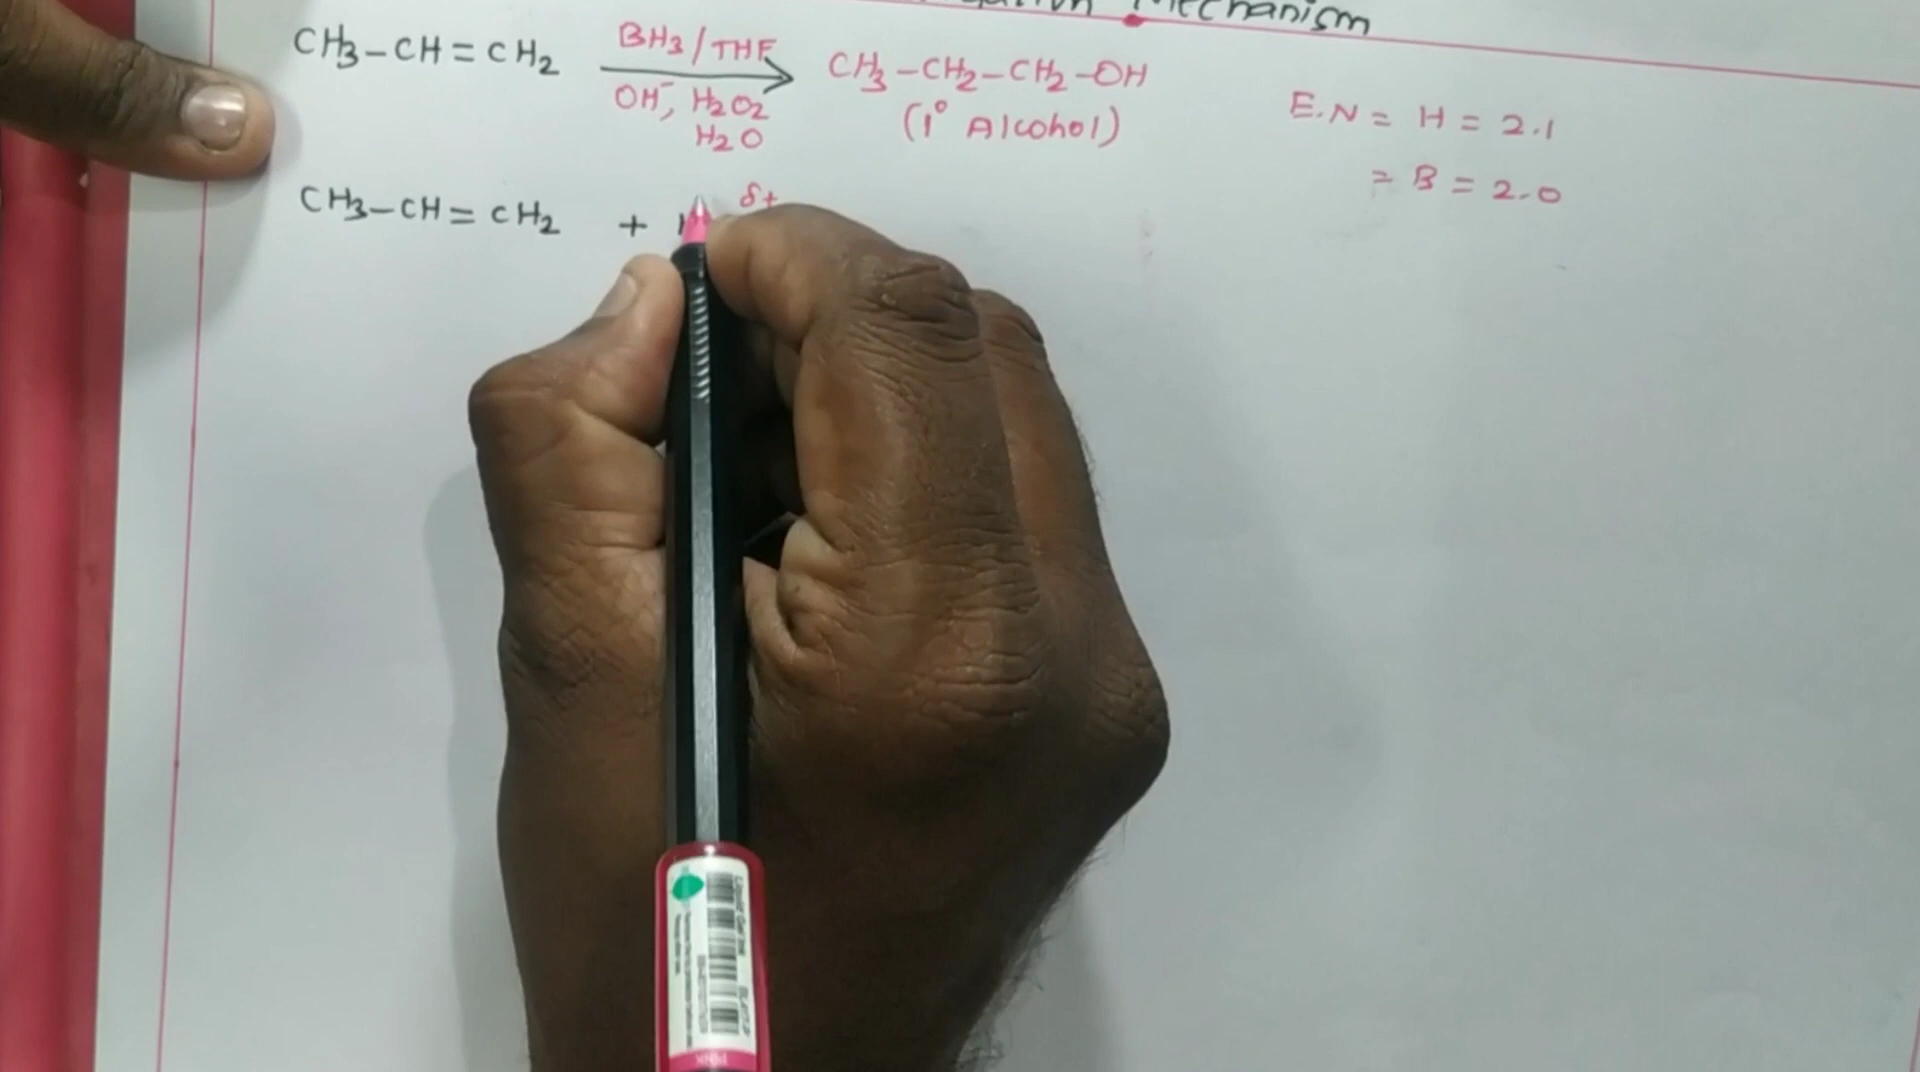 Mechanism
CH3-CH=CH2 BH3/THF CH3-CH2-CH2-OH
OH⁻, H2O2
H2O
(1° Alcohol)
E.N = H = 2.1
= B = 2.0
CH3-CH=CH2 + δ+
PINK